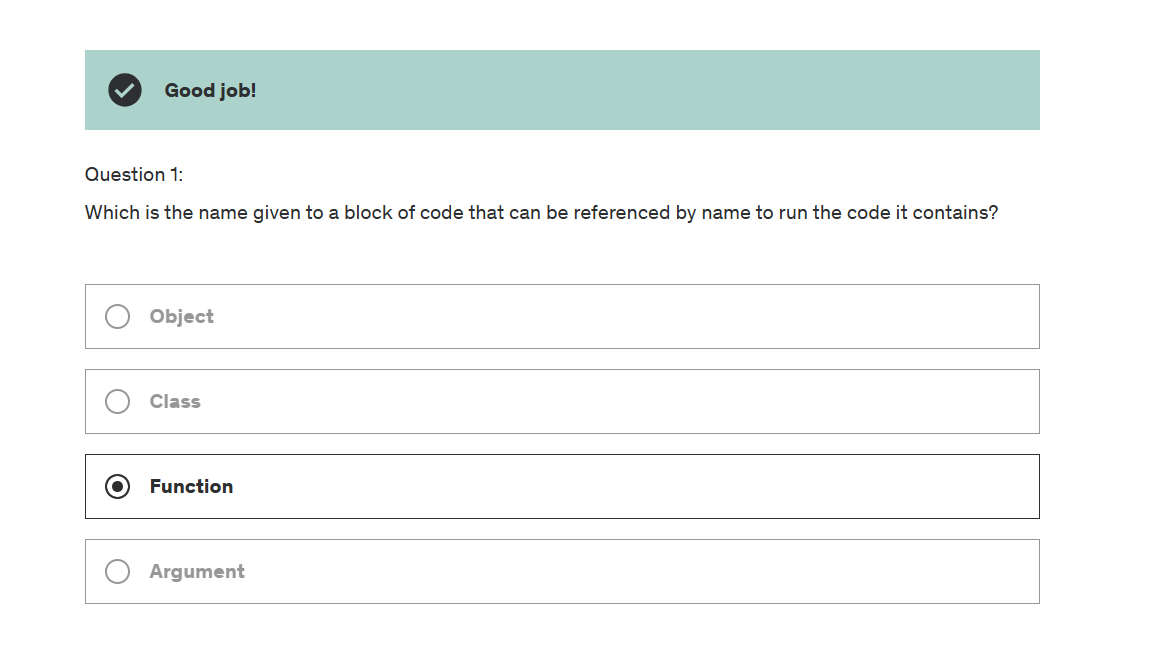 Good job!
Question 1:
Which is the name given to a block of code that can be referenced by name to run the code it contains?
Object
Class
Function
Argument